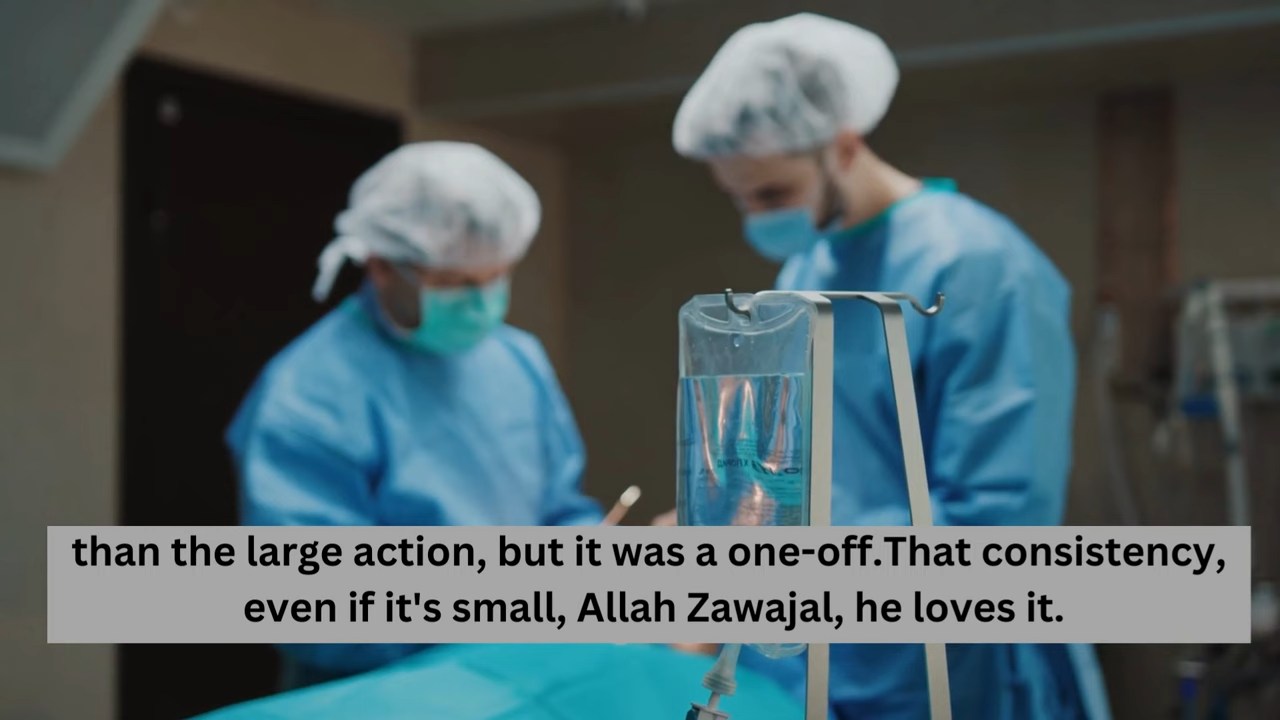 than the large action, but it was a one-off.That consistency,
even if it's small, Allah Zawajal, he loves it.